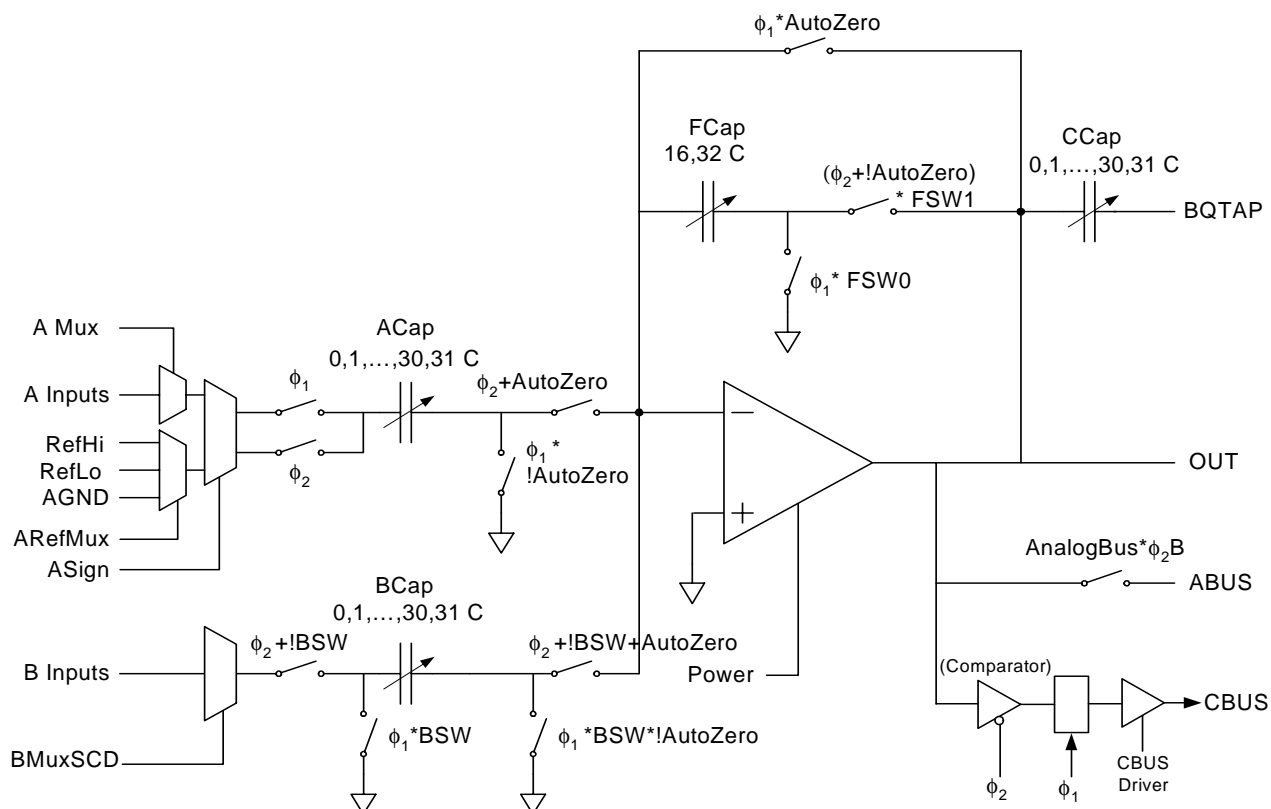 ϕ1*AutoZero
FCap
16,32 C
(ϕ2+!AutoZero)
* FSW1
CCap
0,1,…,30,31 C
BQTAP
ϕ1* FSW0
A Mux
ACap
0,1,…,30,31 C
A Inputs
ϕ1
ϕ2+AutoZero
RefHi
RefLo
AGND
ϕ2
ϕ1*
!AutoZero
−
+
OUT
ARefMux
ASign
AnalogBus*ϕ2B
ABUS
BCap
0,1,…,30,31 C
B Inputs
ϕ2+!BSW
ϕ2+!BSW+AutoZero
Power
(Comparator)
CBUS
ϕ1*BSW
ϕ1*BSW*!AutoZero
BMuxSCD
ϕ2
ϕ1
CBUS
Driver